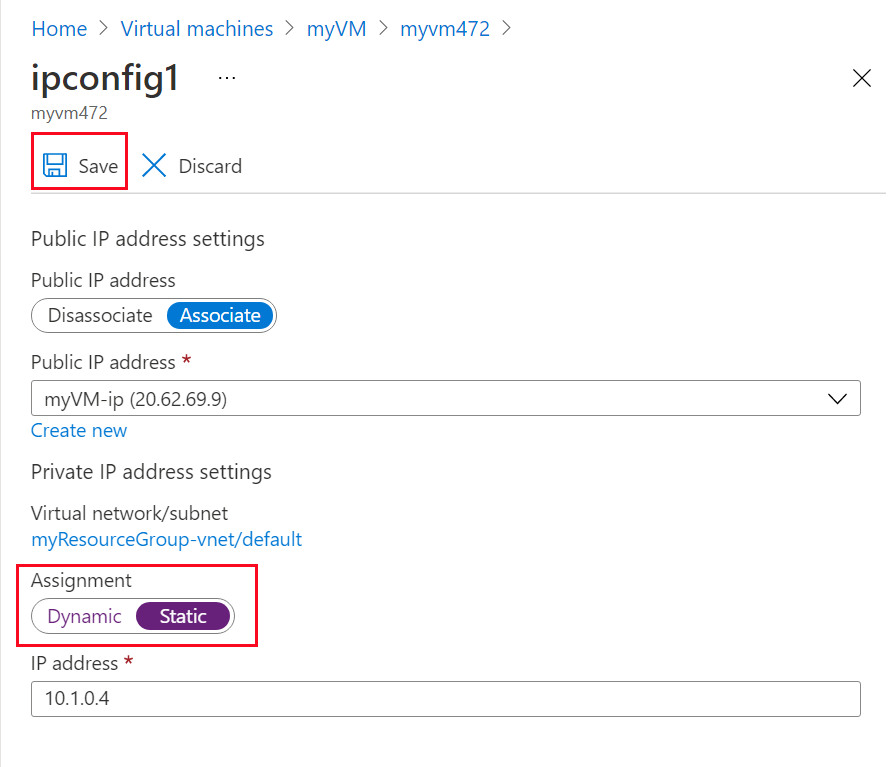 Home > Virtual machines > myVM > myvm472 >
ipconfig1 ...
myvm472
Save Discard
Public IP address settings
Public IP address
Disassociate Associate
Public IP address *
myVM-ip (20.62.69.9)
Create new
Private IP address settings
Virtual network/subnet
myResourceGroup-vnet/default
Assignment
Dynamic Static
IP address *
10.1.0.4